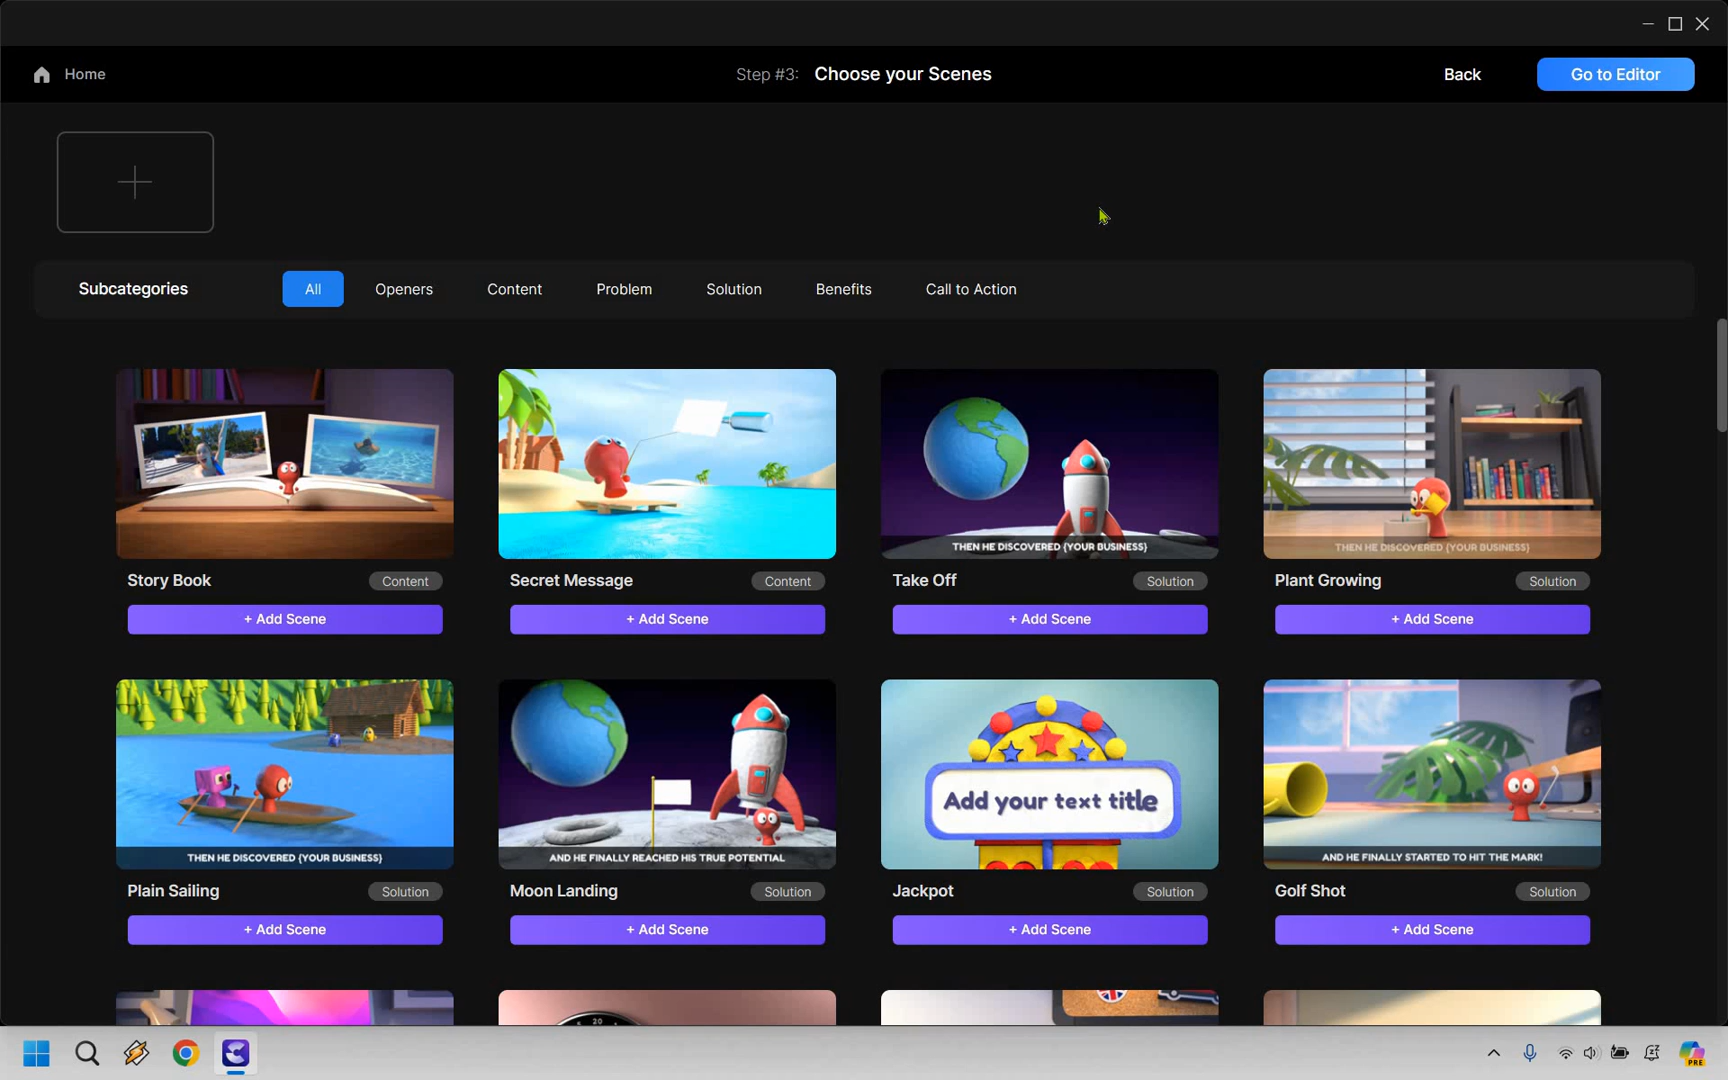 Home
Step #3: Choose your Scenes
Back
Go to Editor
Subcategories
All
Openers
Content
Problem
Solution
Benefits
Call to Action
THEN HE DISCOVERED {YOUR BUSINESS}
THEN HE DISCOVERED {YOUR BUSINESS}
Story Book
Content
Secret Message
Content
Take Off
Solution
Plant Growing
Solution
+ Add Scene
+ Add Scene
+ Add Scene
+ Add Scene
Add your text title
THEN HE DISCOVERED {YOUR BUSINESS}
AND HE FINALLY REACHED HIS TRUE POTENTIAL
AND HE FINALLY STARTED TO HIT THE MARK!
Plain Sailing
Solution
Moon Landing
Solution
Jackpot
Solution
Golf Shot
Solution
+ Add Scene
+ Add Scene
+ Add Scene
+ Add Scene
20
PRE